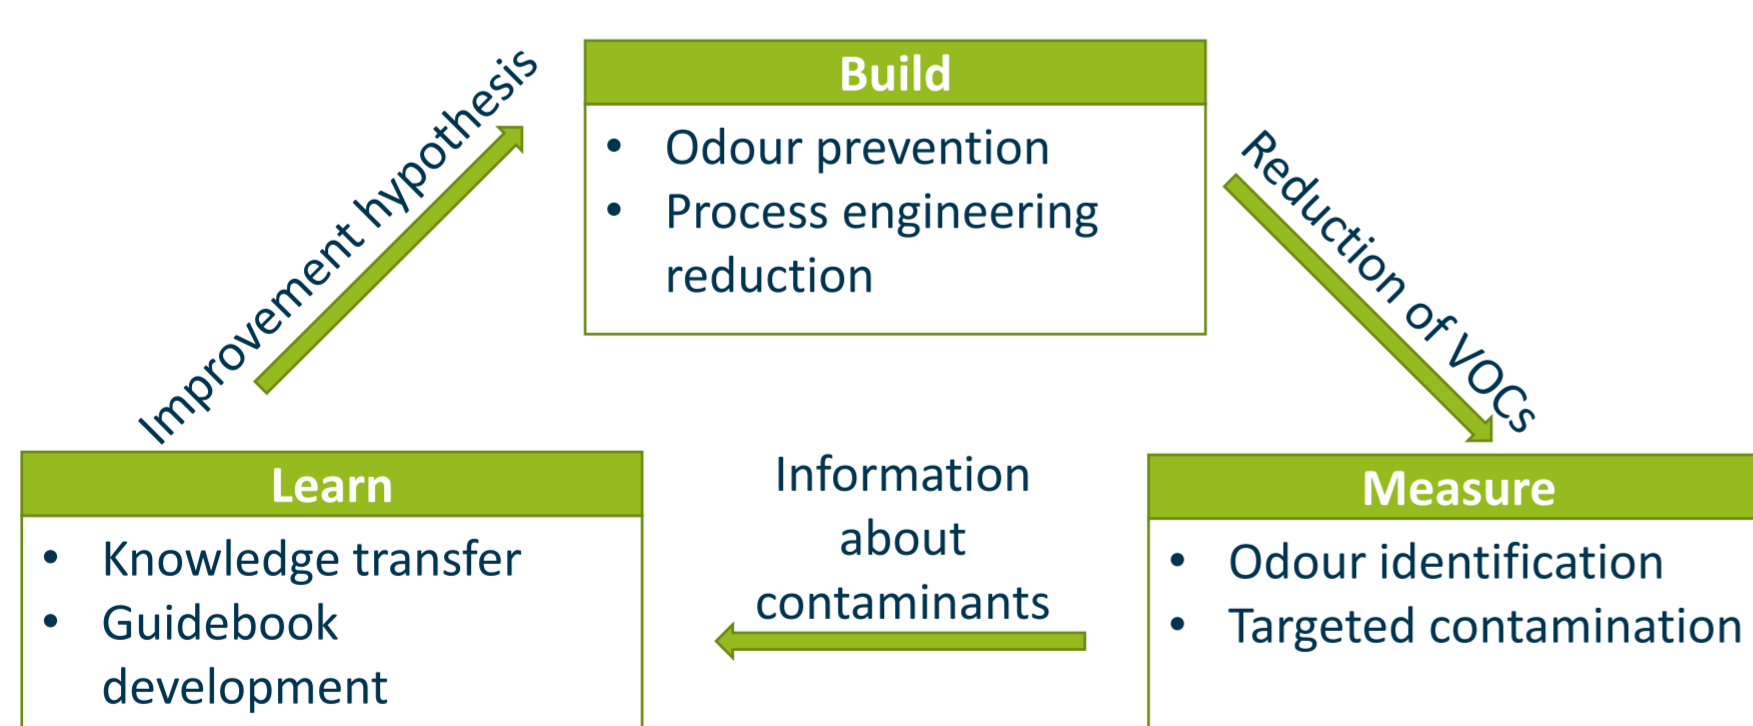 Build
• Odour prevention
• Process engineering
reduction
Improvement hypothesis
Reduction of VOCs
Learn
• Knowledge transfer
• Guidebook
development
Information
about
contaminants
Measure
• Odour identification
• Targeted contamination